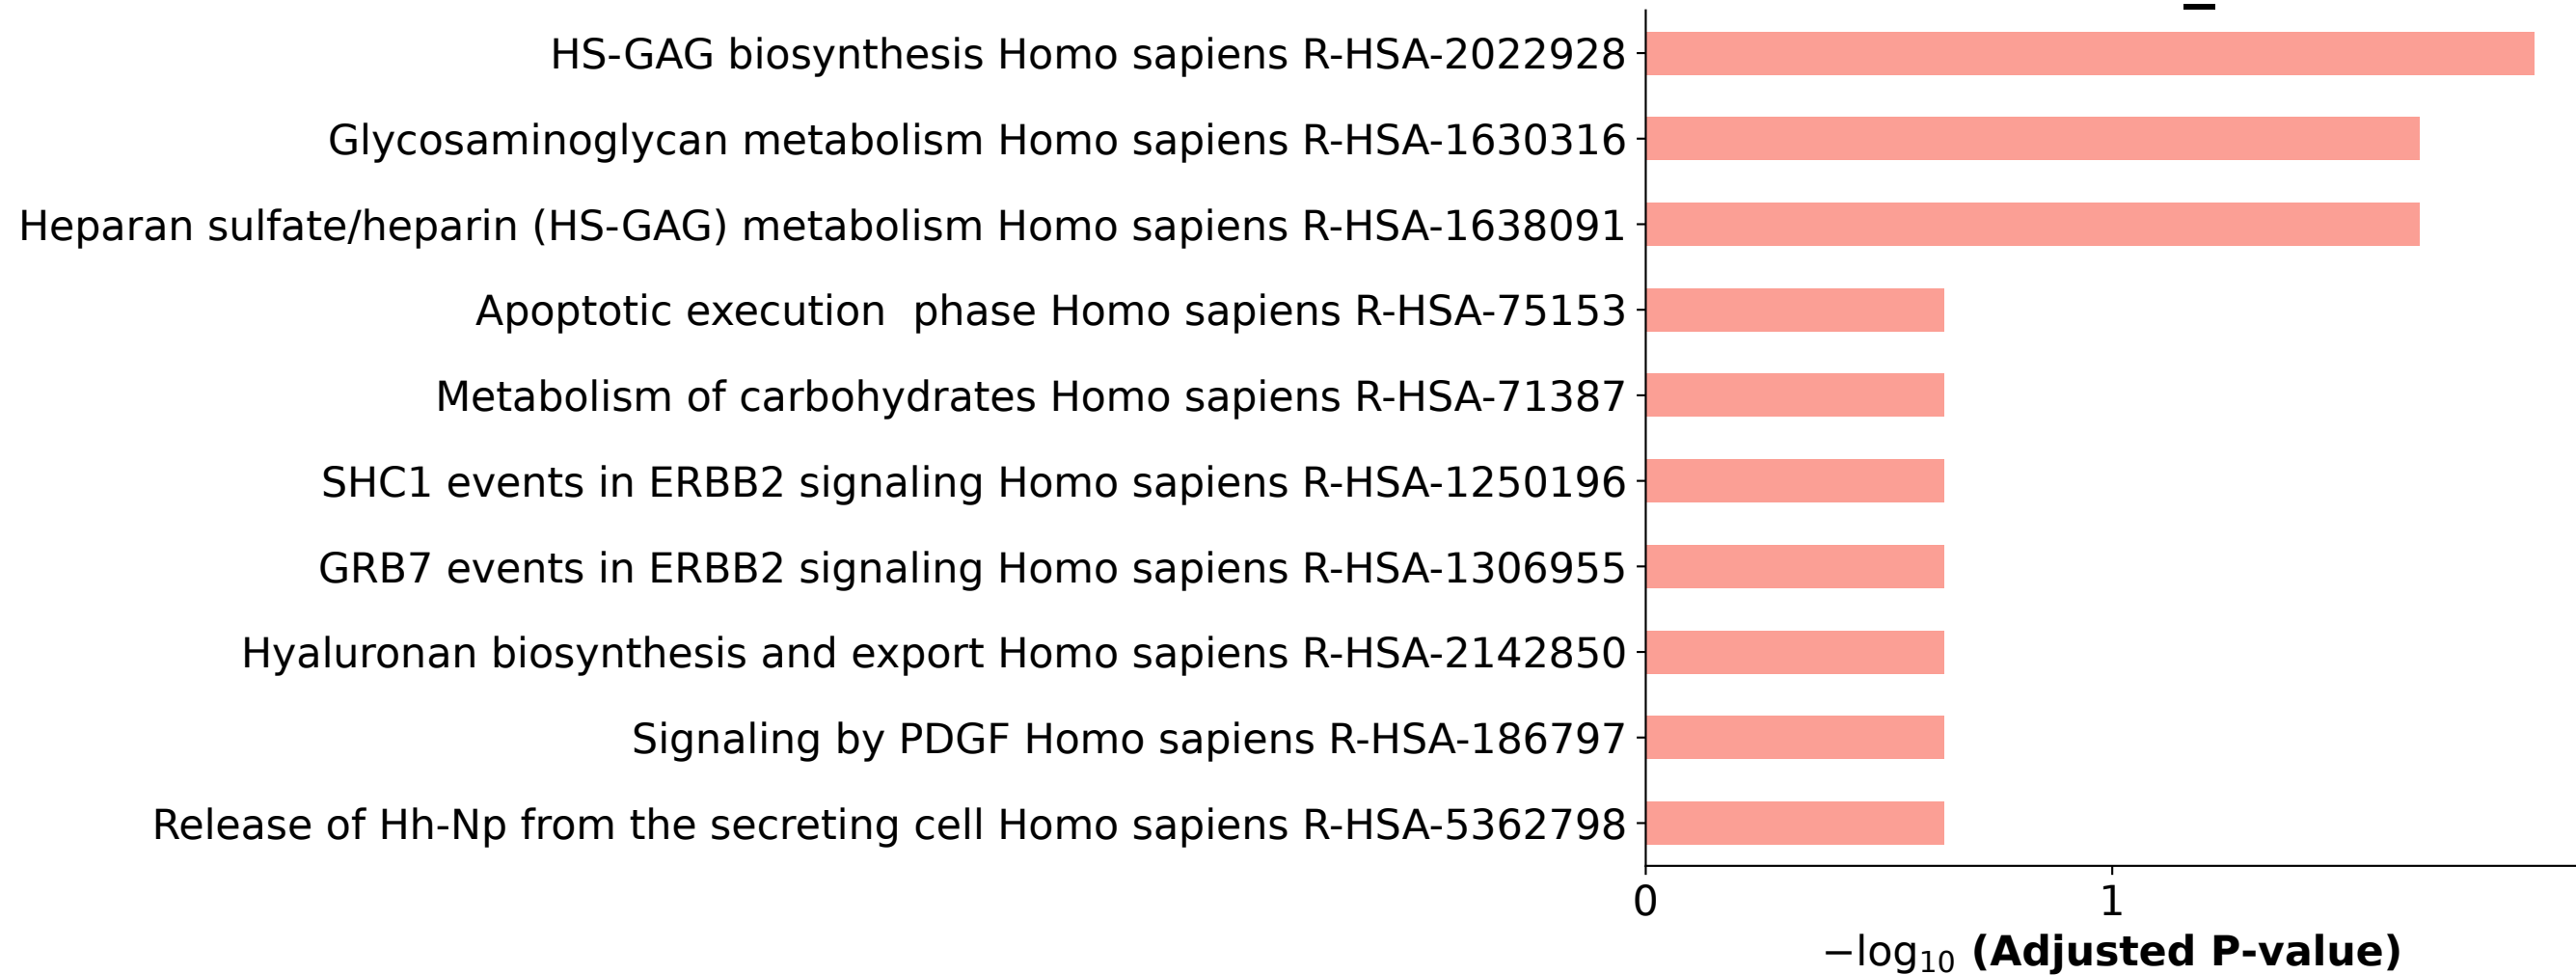 HS-GAG biosynthesis Homo sapiens R-HSA-2022928
Glycosaminoglycan metabolism Homo sapiens R-HSA-1630316
Heparan sulfate/heparin (HS-GAG) metabolism Homo sapiens R-HSA-1638091
Apoptotic execution  phase Homo sapiens R-HSA-75153
Metabolism of carbohydrates Homo sapiens R-HSA-71387
SHC1 events in ERBB2 signaling Homo sapiens R-HSA-1250196
GRB7 events in ERBB2 signaling Homo sapiens R-HSA-1306955
Hyaluronan biosynthesis and export Homo sapiens R-HSA-2142850
Signaling by PDGF Homo sapiens R-HSA-186797
Release of Hh-Np from the secreting cell Homo sapiens R-HSA-5362798
0 1
−log₁₀ (Adjusted P-value)